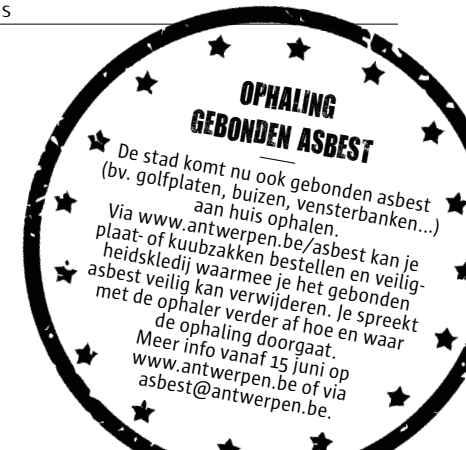 s
OPHALING
GEBONDEN ASBEST
De stad komt nu ook gebonden asbest
(bv. golfplaten, buizen, vensterbanken...)
aan huis ophalen.
Via www.antwerpen.be/asbest kan je
plaat- of kuubzakken bestellen en veilig-
heidskledij waarmee je het gebonden
asbest veilig kan verwijderen. Je spreekt
met de ophaler verder af hoe en waar
de ophaling doorgaat.
Meer info vanaf 15 juni op
www.antwerpen.be of via
asbest@antwerpen.be.